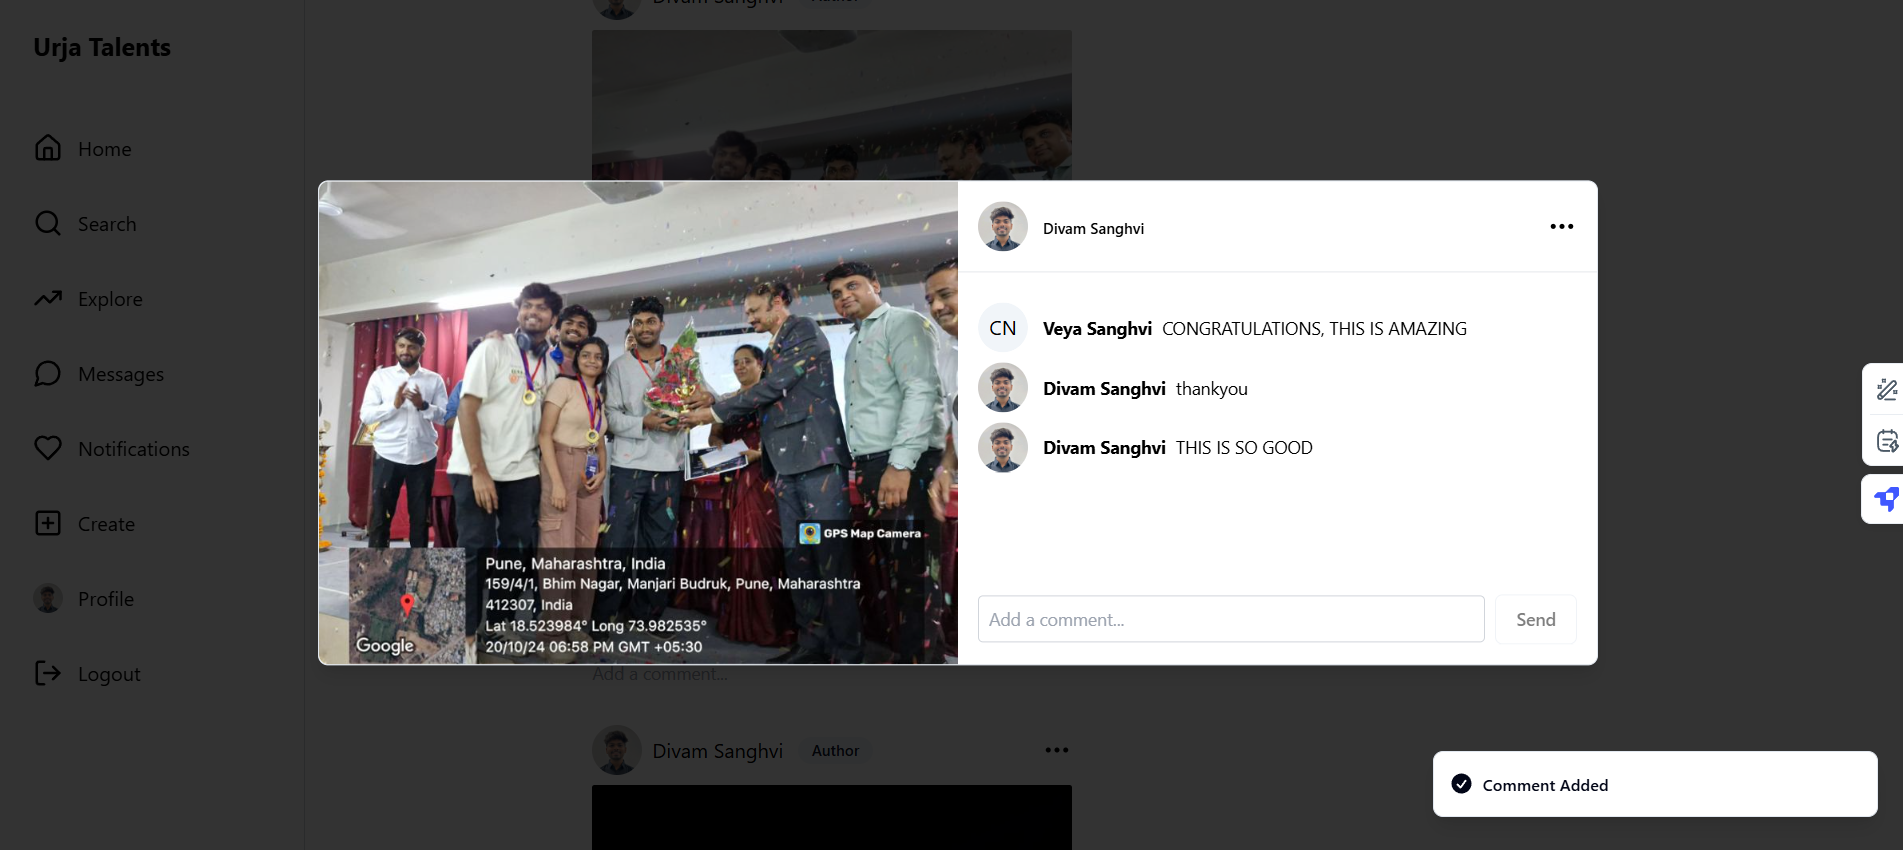 Urja Talents
Home
Search
Explore
Messages
Notifications
Create
Profile
Logout
Divam Sanghvi
GPS Map Camera
Pune, Maharashtra, India
159/4/1, Bhim Nagar, Manjari Budruk, Pune, Maharashtra
412307, India
Lat 18.523984° Long 73.982535°
20/10/24 06:58 PM GMT +05:30
Google
Divam Sanghvi
CN Veya Sanghvi CONGRATULATIONS, THIS IS AMAZING
Divam Sanghvi thankyou
Divam Sanghvi THIS IS SO GOOD
Add a comment...
Send
Add a comment...
Divam Sanghvi Author
Comment Added